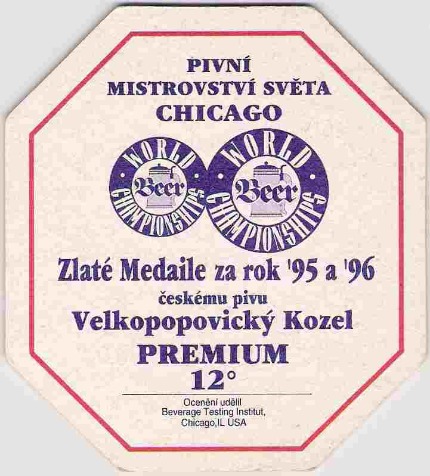 PIVNÍ
MISTROVSTVÍ SVĚTA
CHICAGO
WORLD
Beer
CHAMPIONSHIPS
WORLD
Beer
CHAMPIONSHIPS
Zlaté Medaile za rok '95 a '96
českému pivu
Velkopopovický Kozel
PREMIUM
12°
Ocenění udělil
Beverage Testing Institut,
Chicago,IL USA